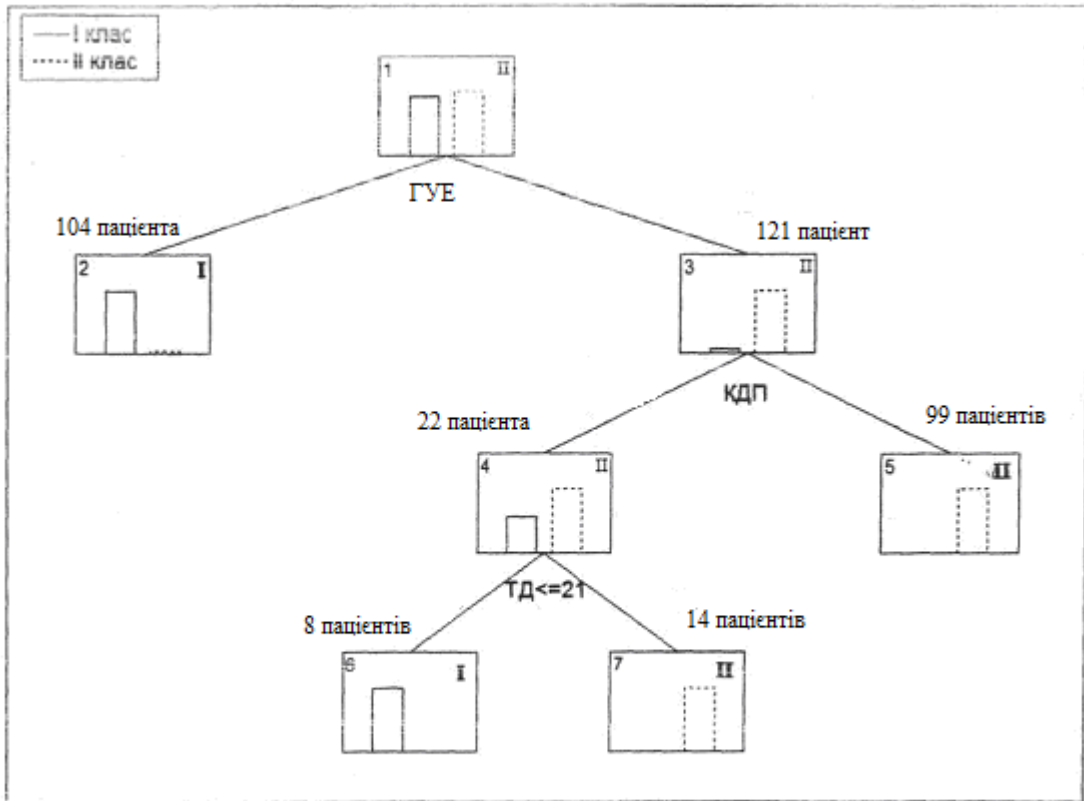 I клас
II клас
1 II
ГУЕ
104 пацієнта
121 пацієнт
2 I
3 II
КДП
22 пацієнта
99 пацієнтів
4 II
5 II
ТД<=21
8 пацієнтів
14 пацієнтів
6 I
7 II